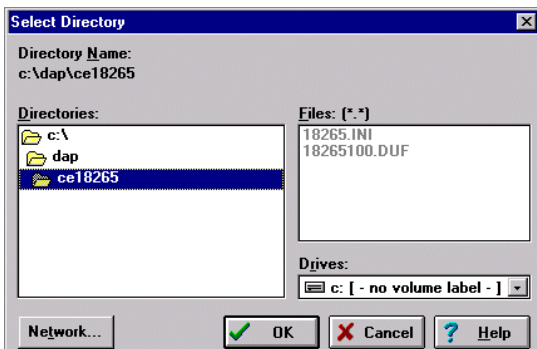 Select Directory
Directory Name:
c:\dap\ce18265
Directories:
c:\
dap
ce18265
Files: (*.*)
18265.INI
18265100.DUF
Drives:
c: [ - no volume label - ]
Network...
OK
Cancel
Help